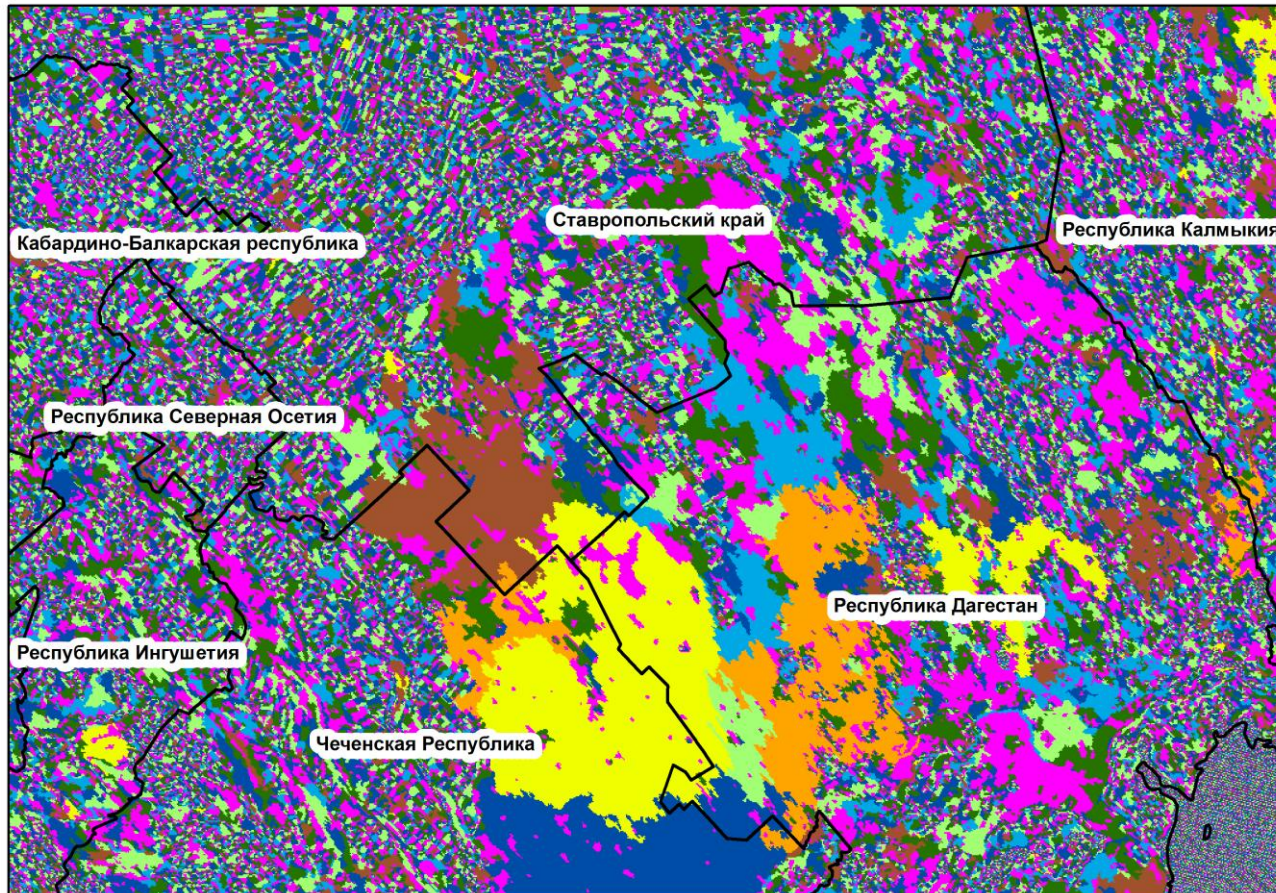 Ставропольский край
Кабардино-Балкарская республика
Республика Калмыкия
Республика Северная Осетия
Республика Дагестан
Республика Ингушетия
Чеченская Республика